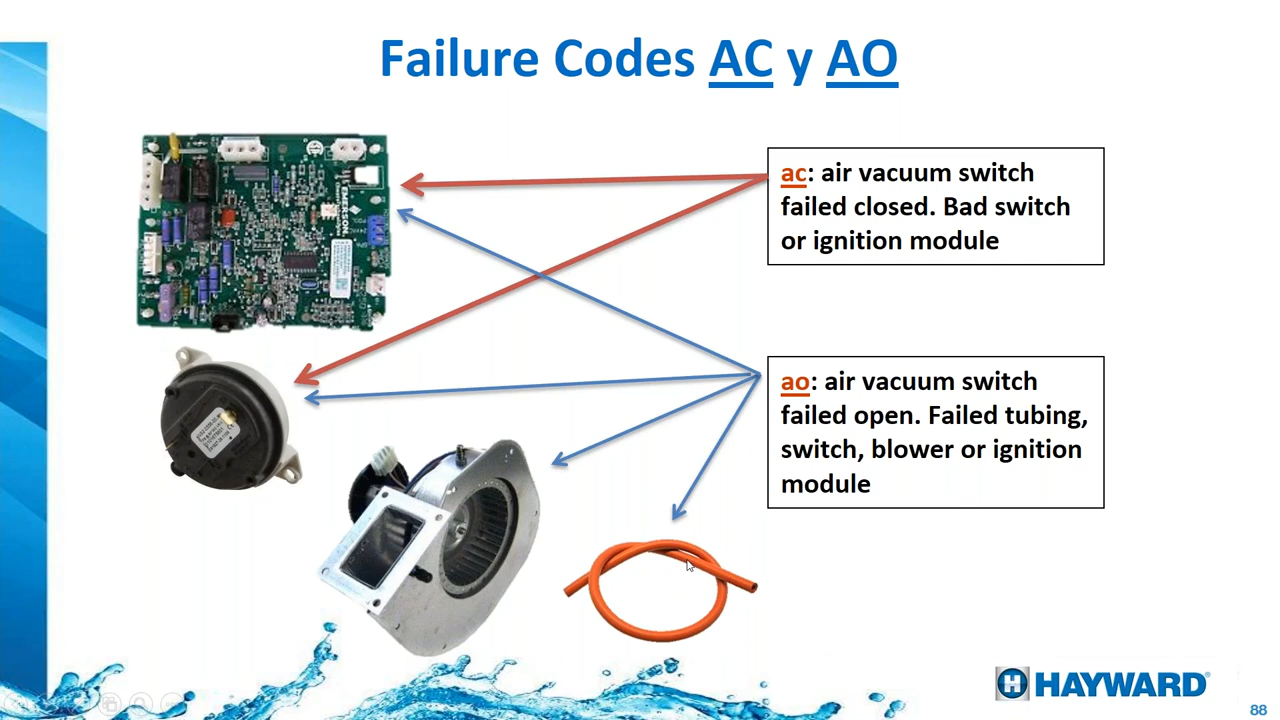 Failure Codes AC y AO
ac: air vacuum switch
failed closed. Bad switch
or ignition module
EMERSON
ao: air vacuum switch
failed open. Failed tubing,
switch, blower or ignition
module
HAYWARD®
88